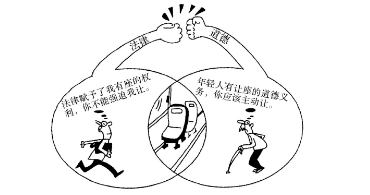 法律
道德
法律赋予了我有座的权
利，你不能强迫我让。
年轻人有让座的道德义
务，你应该主动让。